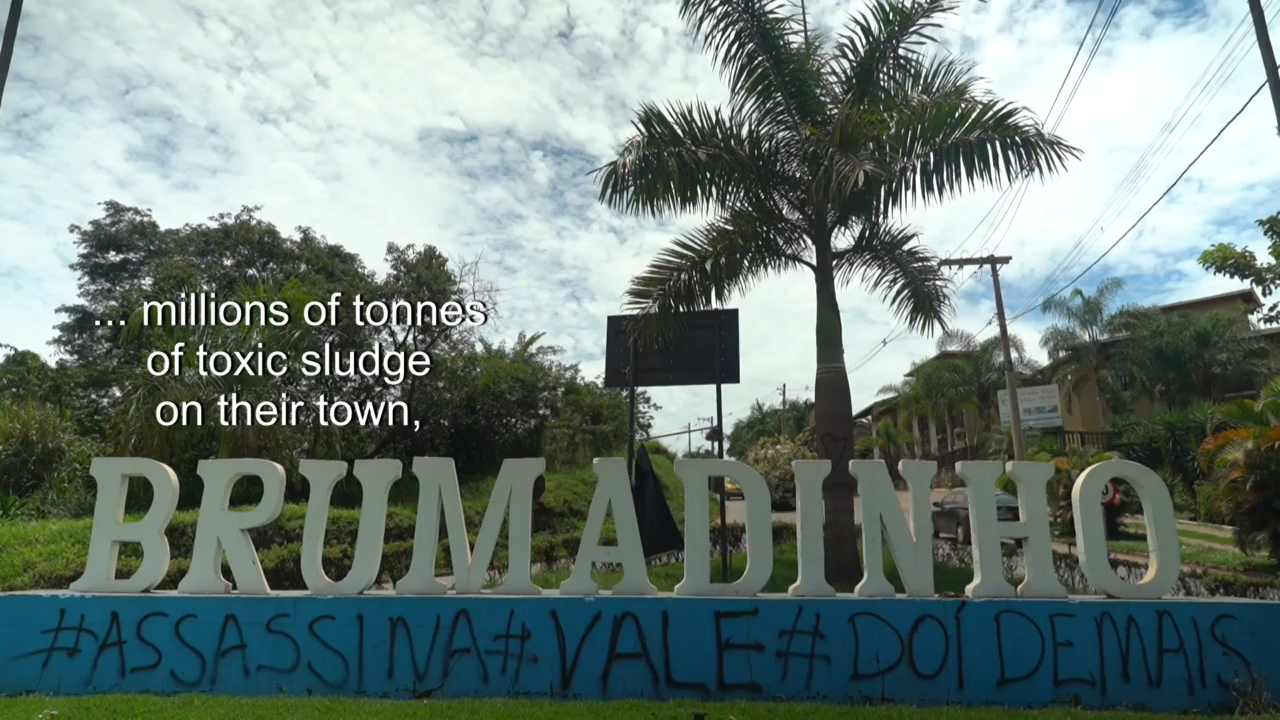 ... millions of tonnes
of toxic sludge
on their town,
BRUMADINHO
#ASSASSINA#VALE#DOÍ DEMAIS